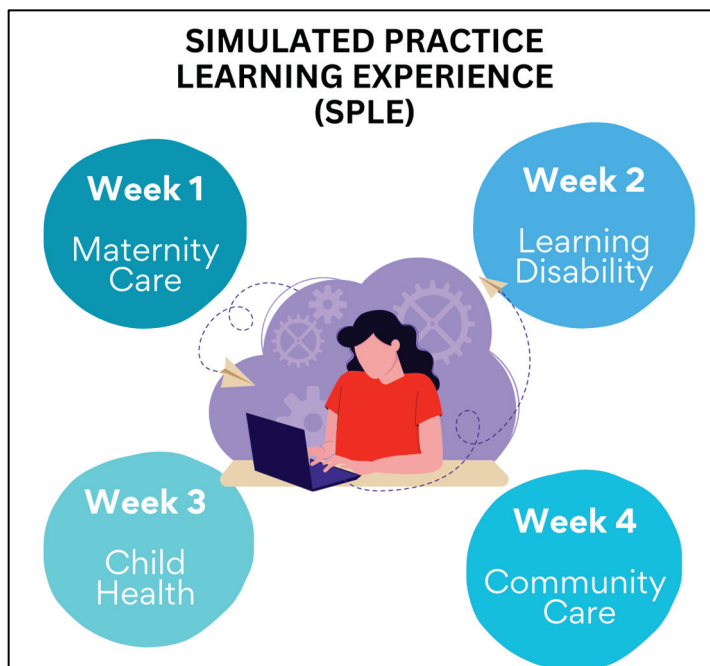 SIMULATED PRACTICE
LEARNING EXPERIENCE
(SPLE)
Week 1
Maternity
Care
Week 2
Learning
Disability
Week 3
Child
Health
Week 4
Community
Care